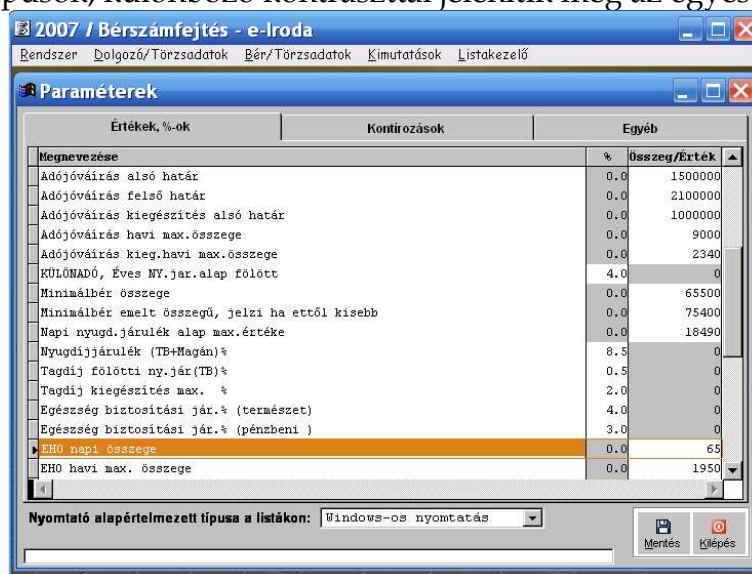 pusok, különböző kontrasttal jelennik meg az egyes
2007 / Bérszámfejtés - e-Iroda
Rendszer Dolgozó/Törzsadatok Bér/Törzsadatok Kimutatások Listakezelő
Paraméterek
Értékek, %-ok Kontírozások Egyéb
Megnevezése % Összeg/Érték
Adójóváírás alsó határ 0.0 1500000
Adójóváírás felső határ 0.0 2100000
Adójóváírás kiegészítés alsó határ 0.0 1000000
Adójóváírás havi max.összege 0.0 9000
Adójóváírás kieg.havi max.összege 0.0 2340
KÜLÖNADÓ, Éves NY.jar.alap fölött 4.0 0
Minimálbér összege 0.0 65500
Minimálbér emelt összegű, jelzi ha ettől kisebb 0.0 75400
Napi nyugd.járulék alap max.értéke 0.0 18490
Nyugdíjjárulék (TB+Magán)% 8.5 0
Tagdíj fölötti ny.jár(TB)% 0.5 0
Tagdíj kiegészítés max. % 2.0 0
Egészség biztosítási jár.% (természet) 4.0 0
Egészség biztosítási jár.% (pénzbeni ) 3.0 0
EHO napi összege 0.0 65
EHO havi max. összege 0.0 1950
Nyomtató alapértelmezett típusa a listákon: Windows-os nyomtatás
Mentés Kilépés